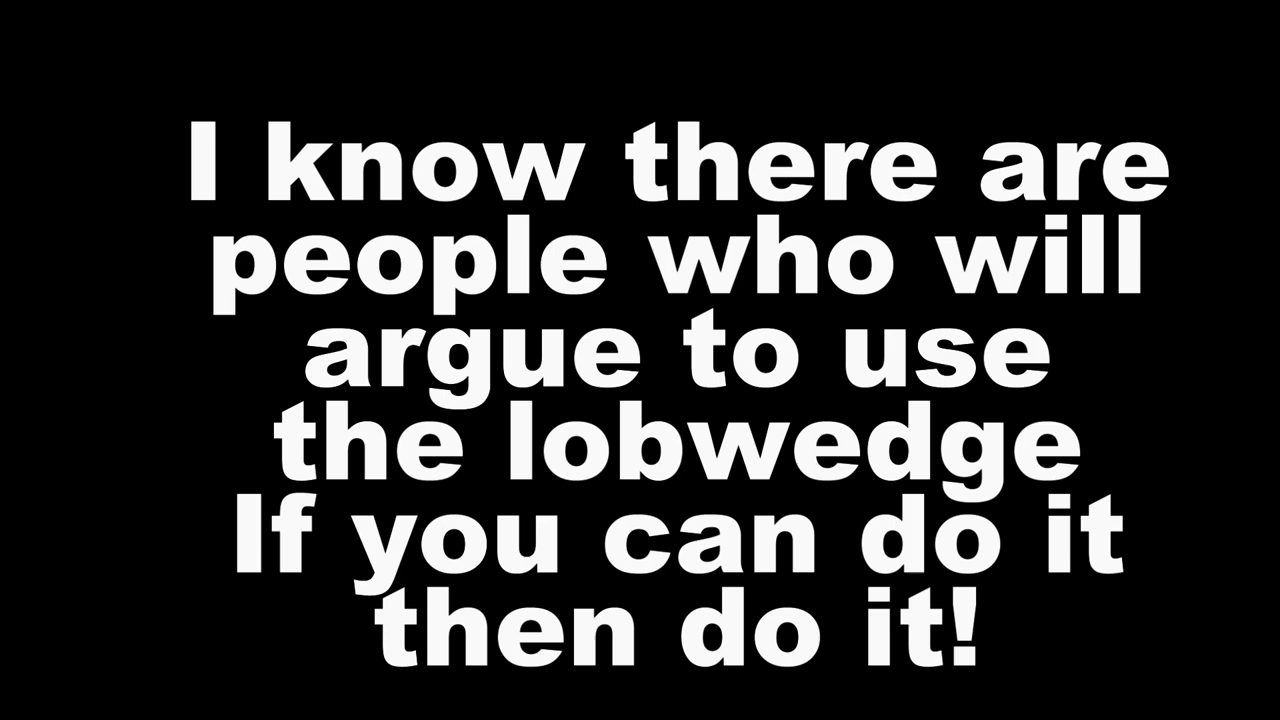 I know there are
people who will
argue to use
the lobwedge
If you can do it
then do it!